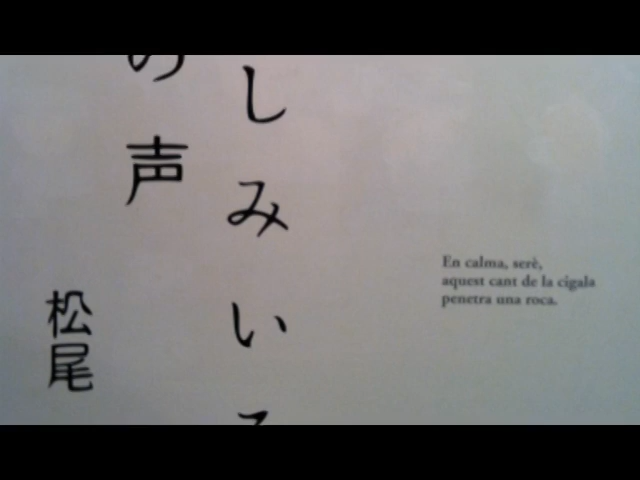 しみい
の声
松尾
En calma, serè,
aquest cant de la cigala
penetra una roca.